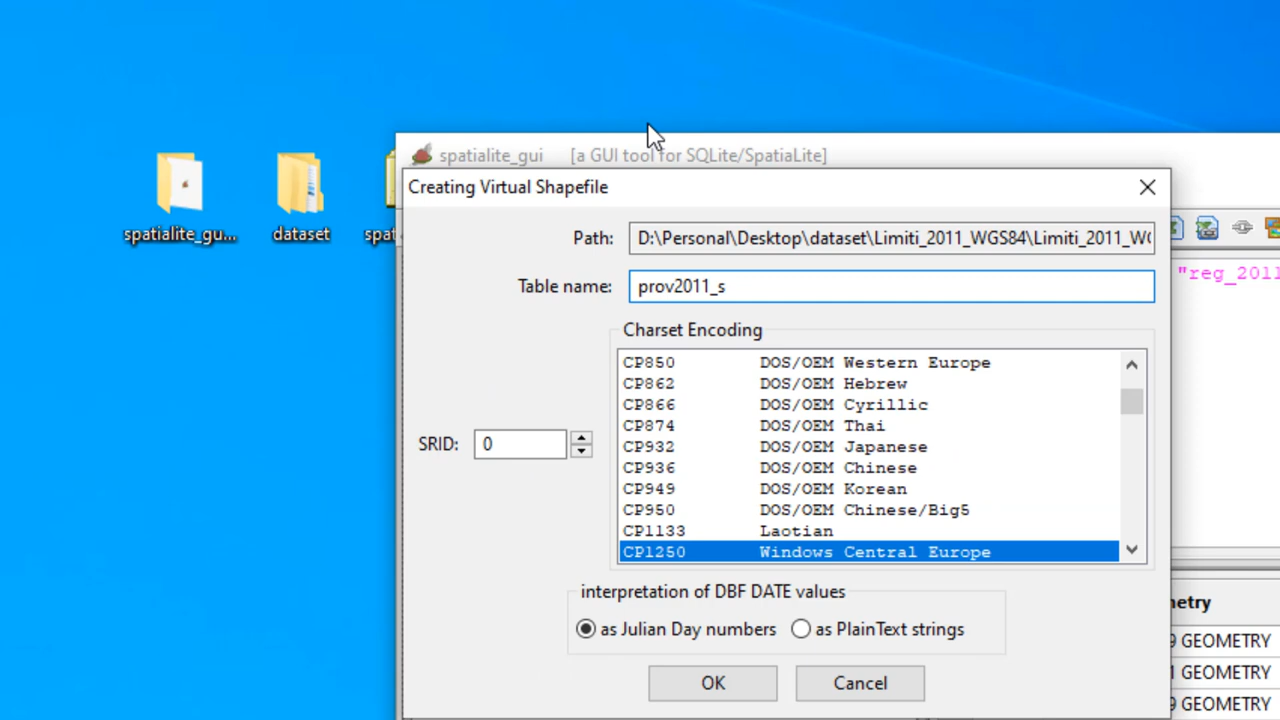 spatialite_gu...
dataset
spatialite_gui [a GUI tool for SQLite/SpatiaLite]
Creating Virtual Shapefile
Path: D:\Personal\Desktop\dataset\Limiti_2011_WGS84\Limiti_2011_W
Table name: prov2011_s
"reg_2011
Charset Encoding
CP850 DOS/OEM Western Europe
CP862 DOS/OEM Hebrew
CP866 DOS/OEM Cyrillic
CP874 DOS/OEM Thai
CP932 DOS/OEM Japanese
CP936 DOS/OEM Chinese
CP949 DOS/OEM Korean
CP950 DOS/OEM Chinese/Big5
CP1133 Laotian
CP1250 Windows Central Europe
SRID: 0
interpretation of DBF DATE values
as Julian Day numbers as PlainText strings
OK Cancel
GEOMETRY
GEOMETRY
GEOMETRY